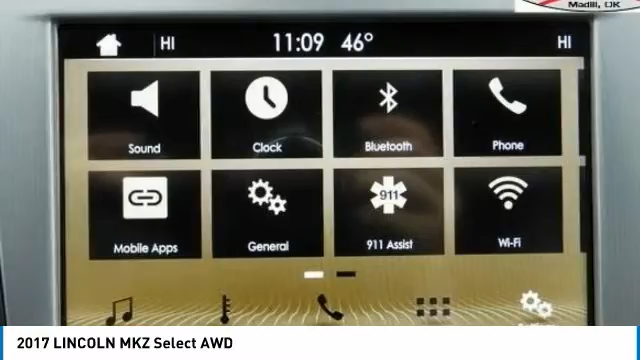 Madill, OK
HI 11:09 46° HI
Sound Clock Bluetooth Phone
911
Mobile Apps General 911 Assist Wi-Fi
2017 LINCOLN MKZ Select AWD